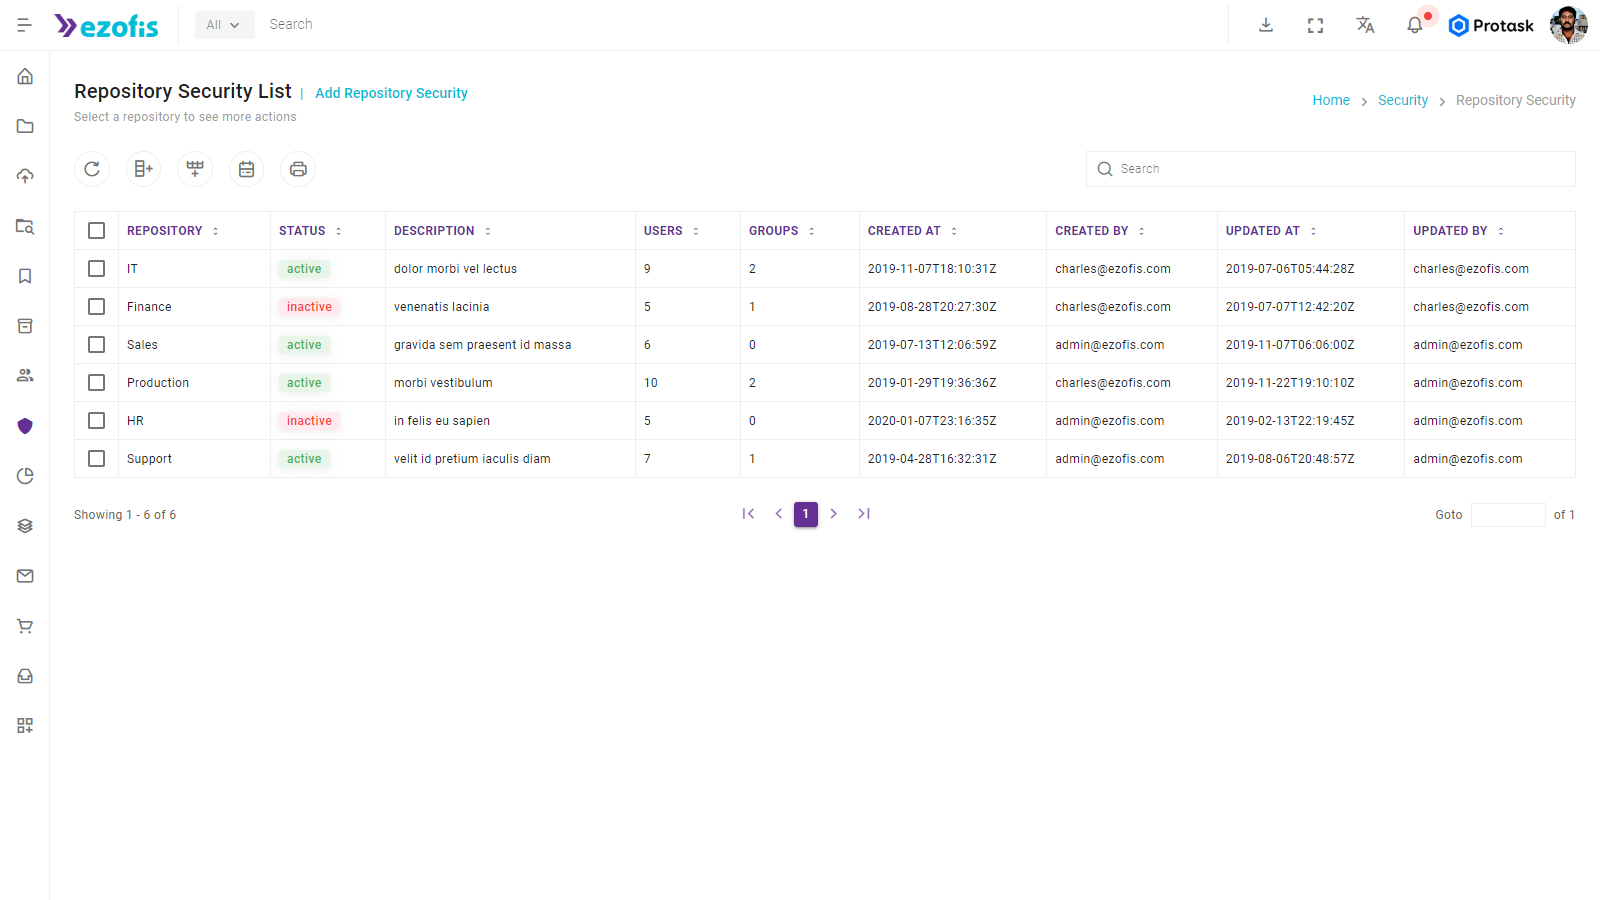 ezofis All Search Protask
Repository Security List | Add Repository Security
Home > Security > Repository Security
Select a repository to see more actions
Search
REPOSITORY STATUS DESCRIPTION USERS GROUPS CREATED AT CREATED BY UPDATED AT UPDATED BY
IT active dolor morbi vel lectus 9 2 2019-11-07T18:10:31Z charles@ezofis.com 2019-07-06T05:44:28Z charles@ezofis.com
Finance inactive venenatis lacinia 5 1 2019-08-28T20:27:30Z charles@ezofis.com 2019-07-07T12:42:20Z charles@ezofis.com
Sales active gravida sem praesent id massa 6 0 2019-07-13T12:06:59Z admin@ezofis.com 2019-11-07T06:06:00Z admin@ezofis.com
Production active morbi vestibulum 10 2 2019-01-29T19:36:36Z charles@ezofis.com 2019-11-22T19:10:10Z admin@ezofis.com
HR inactive in felis eu sapien 5 0 2020-01-07T23:16:35Z admin@ezofis.com 2019-02-13T22:19:45Z admin@ezofis.com
Support active velit id pretium iaculis diam 7 1 2019-04-28T16:32:31Z admin@ezofis.com 2019-08-06T20:48:57Z admin@ezofis.com
Showing 1 - 6 of 6 1 Goto of 1